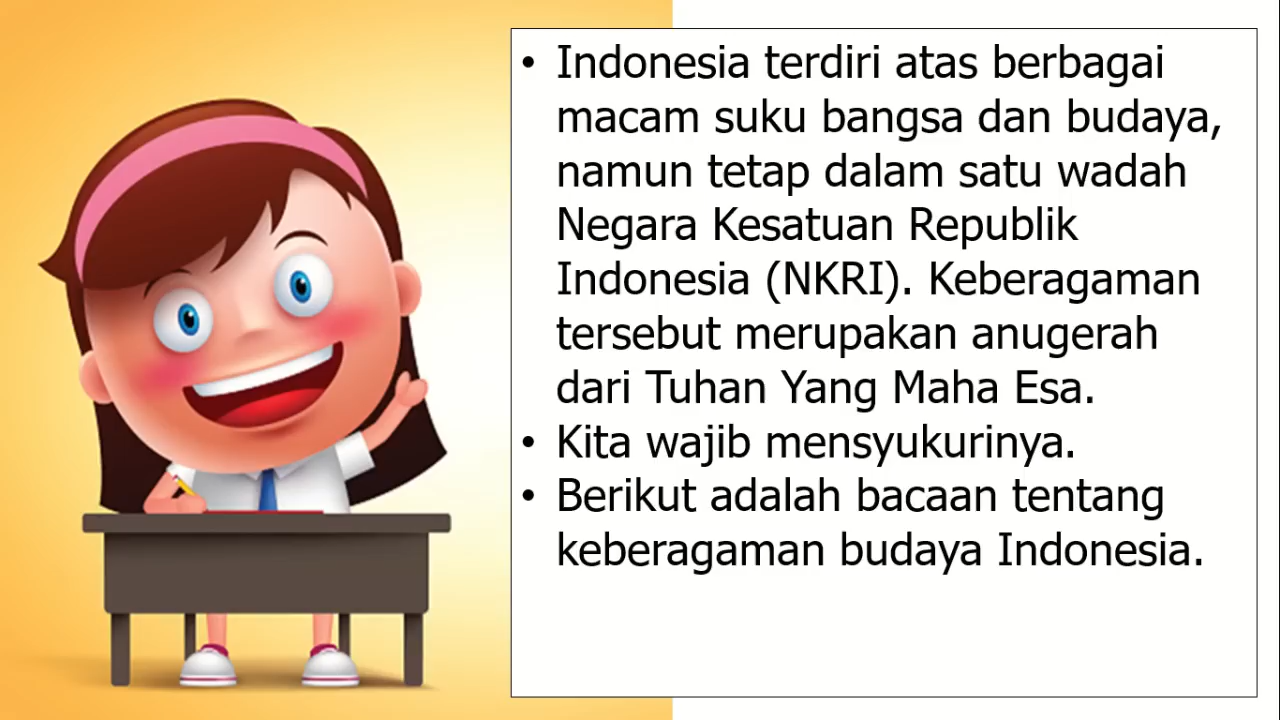 • Indonesia terdiri atas berbagai
macam suku bangsa dan budaya,
namun tetap dalam satu wadah
Negara Kesatuan Republik
Indonesia (NKRI). Keberagaman
tersebut merupakan anugerah
dari Tuhan Yang Maha Esa.
• Kita wajib mensyukurinya.
• Berikut adalah bacaan tentang
keberagaman budaya Indonesia.